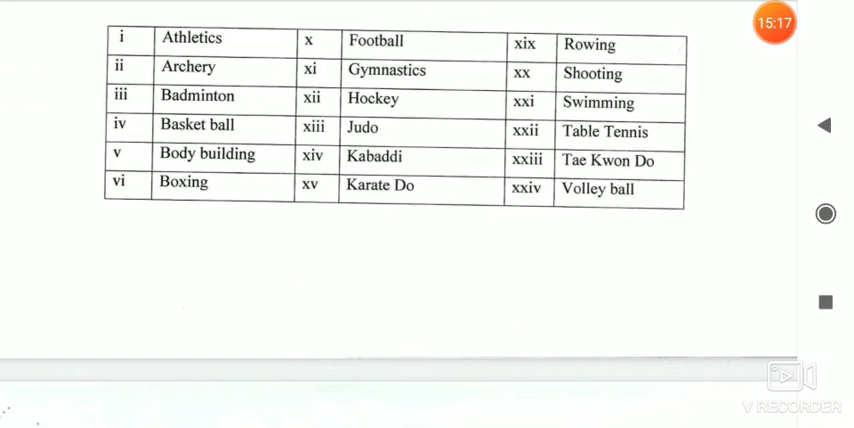 15:17
i Athletics x Football xix Rowing
ii Archery xi Gymnastics xx Shooting
iii Badminton xii Hockey xxi Swimming
iv Basket ball xiii Judo xxii Table Tennis
v Body building xiv Kabaddi xxiii Tae Kwon Do
vi Boxing xv Karate Do xxiv Volley ball
V RECORDER